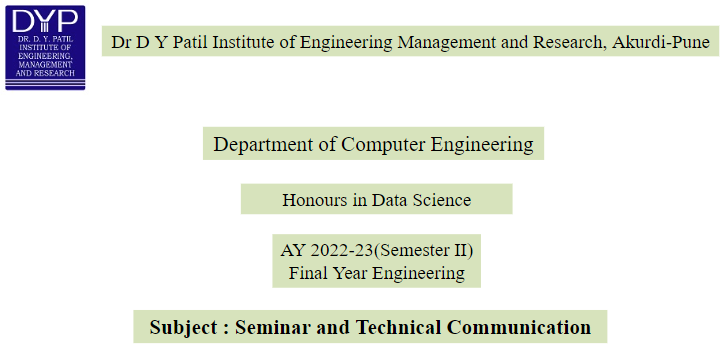 DYP
DR. D. Y. PATIL
INSTITUTE OF
ENGINEERING,
MANAGEMENT
AND RESEARCH
Dr D Y Patil Institute of Engineering Management and Research, Akurdi-Pune
Department of Computer Engineering
Honours in Data Science
AY 2022-23(Semester II)
Final Year Engineering
Subject : Seminar and Technical Communication